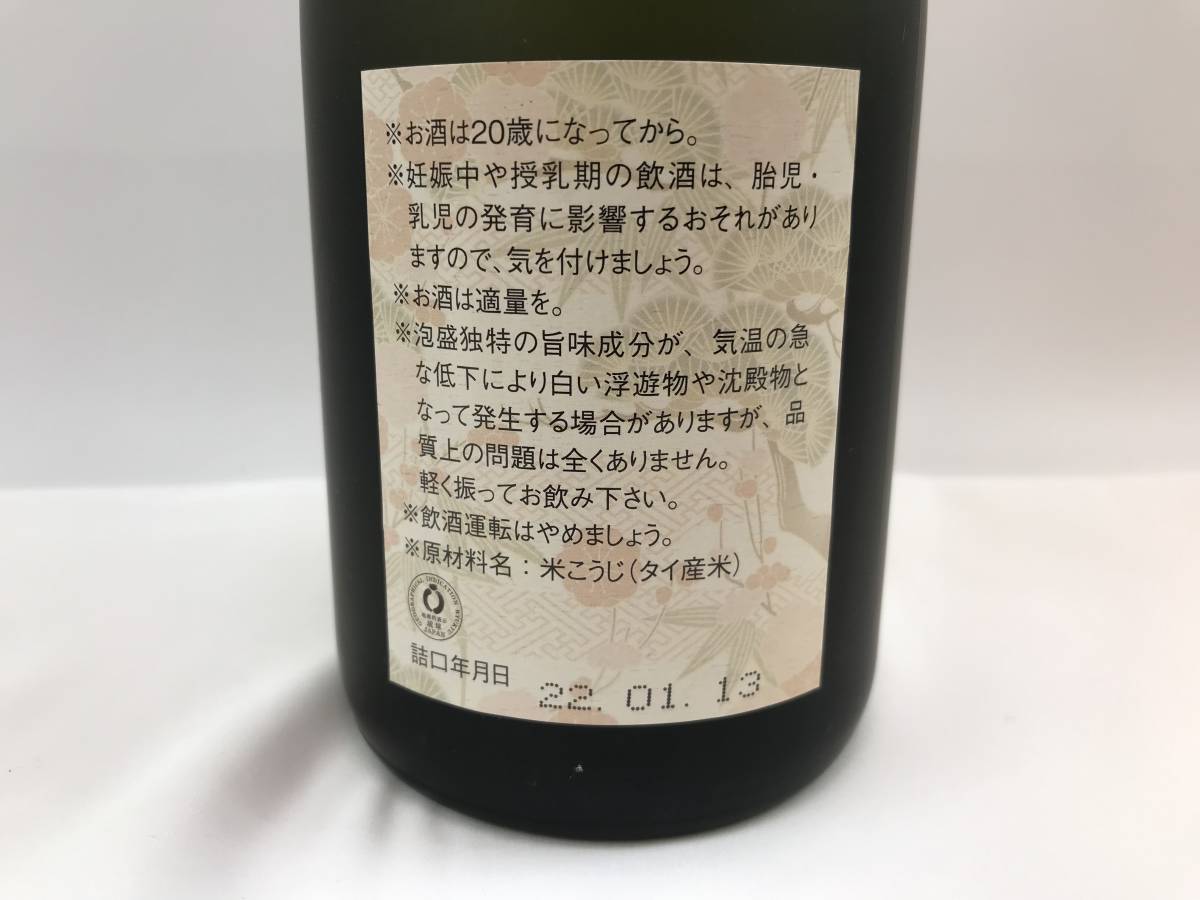 ※お酒は20歳になってから。
※妊娠中や授乳期の飲酒は、胎児・
乳児の発育に影響するおそれがあり
ますので、気を付けましょう。
※お酒は適量を。
※泡盛独特の旨味成分が、気温の急
な低下により白い浮遊物や沈殿物と
なって発生する場合がありますが、品
質上の問題は全くありません。
軽く振ってお飲み下さい。
※飲酒運転はやめましょう。
※原材料名：米こうじ（タイ産米）
GEOGRAPHICAL INDICATION RYUKYU
JAPAN
詰口年月日 22.01.13